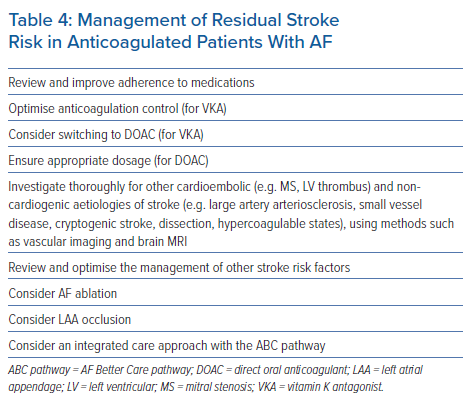 Table 4: Management of Residual Stroke
Risk in Anticoagulated Patients With AF
Review and improve adherence to medications
Optimise anticoagulation control (for VKA)
Consider switching to DOAC (for VKA)
Ensure appropriate dosage (for DOAC)
Investigate thoroughly for other cardioembolic (e.g. MS, LV thrombus) and non-
cardiogenic aetiologies of stroke (e.g. large artery arteriosclerosis, small vessel
disease, cryptogenic stroke, dissection, hypercoagulable states), using methods such
as vascular imaging and brain MRI
Review and optimise the management of other stroke risk factors
Consider AF ablation
Consider LAA occlusion
Consider an integrated care approach with the ABC pathway
ABC pathway = AF Better Care pathway; DOAC = direct oral anticoagulant; LAA = left atrial
appendage; LV = left ventricular; MS = mitral stenosis; VKA = vitamin K antagonist.